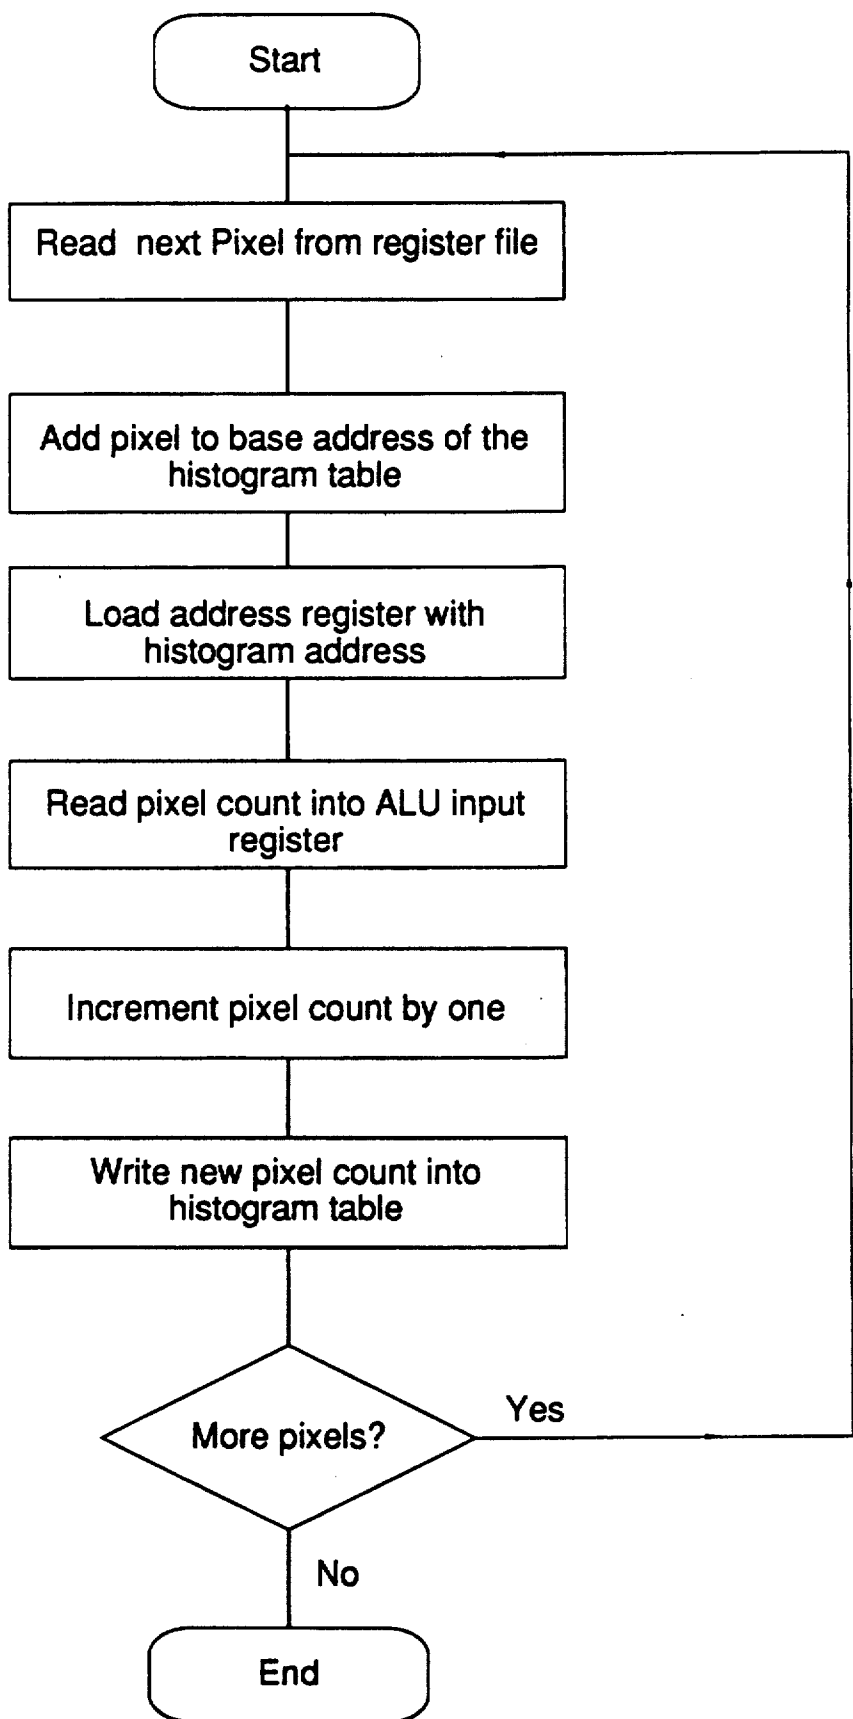 Start
Read next Pixel from register file
Add pixel to base address of the
histogram table
Load address register with
histogram address
Read pixel count into ALU input
register
Increment pixel count by one
Write new pixel count into
histogram table
More pixels?
Yes
No
End